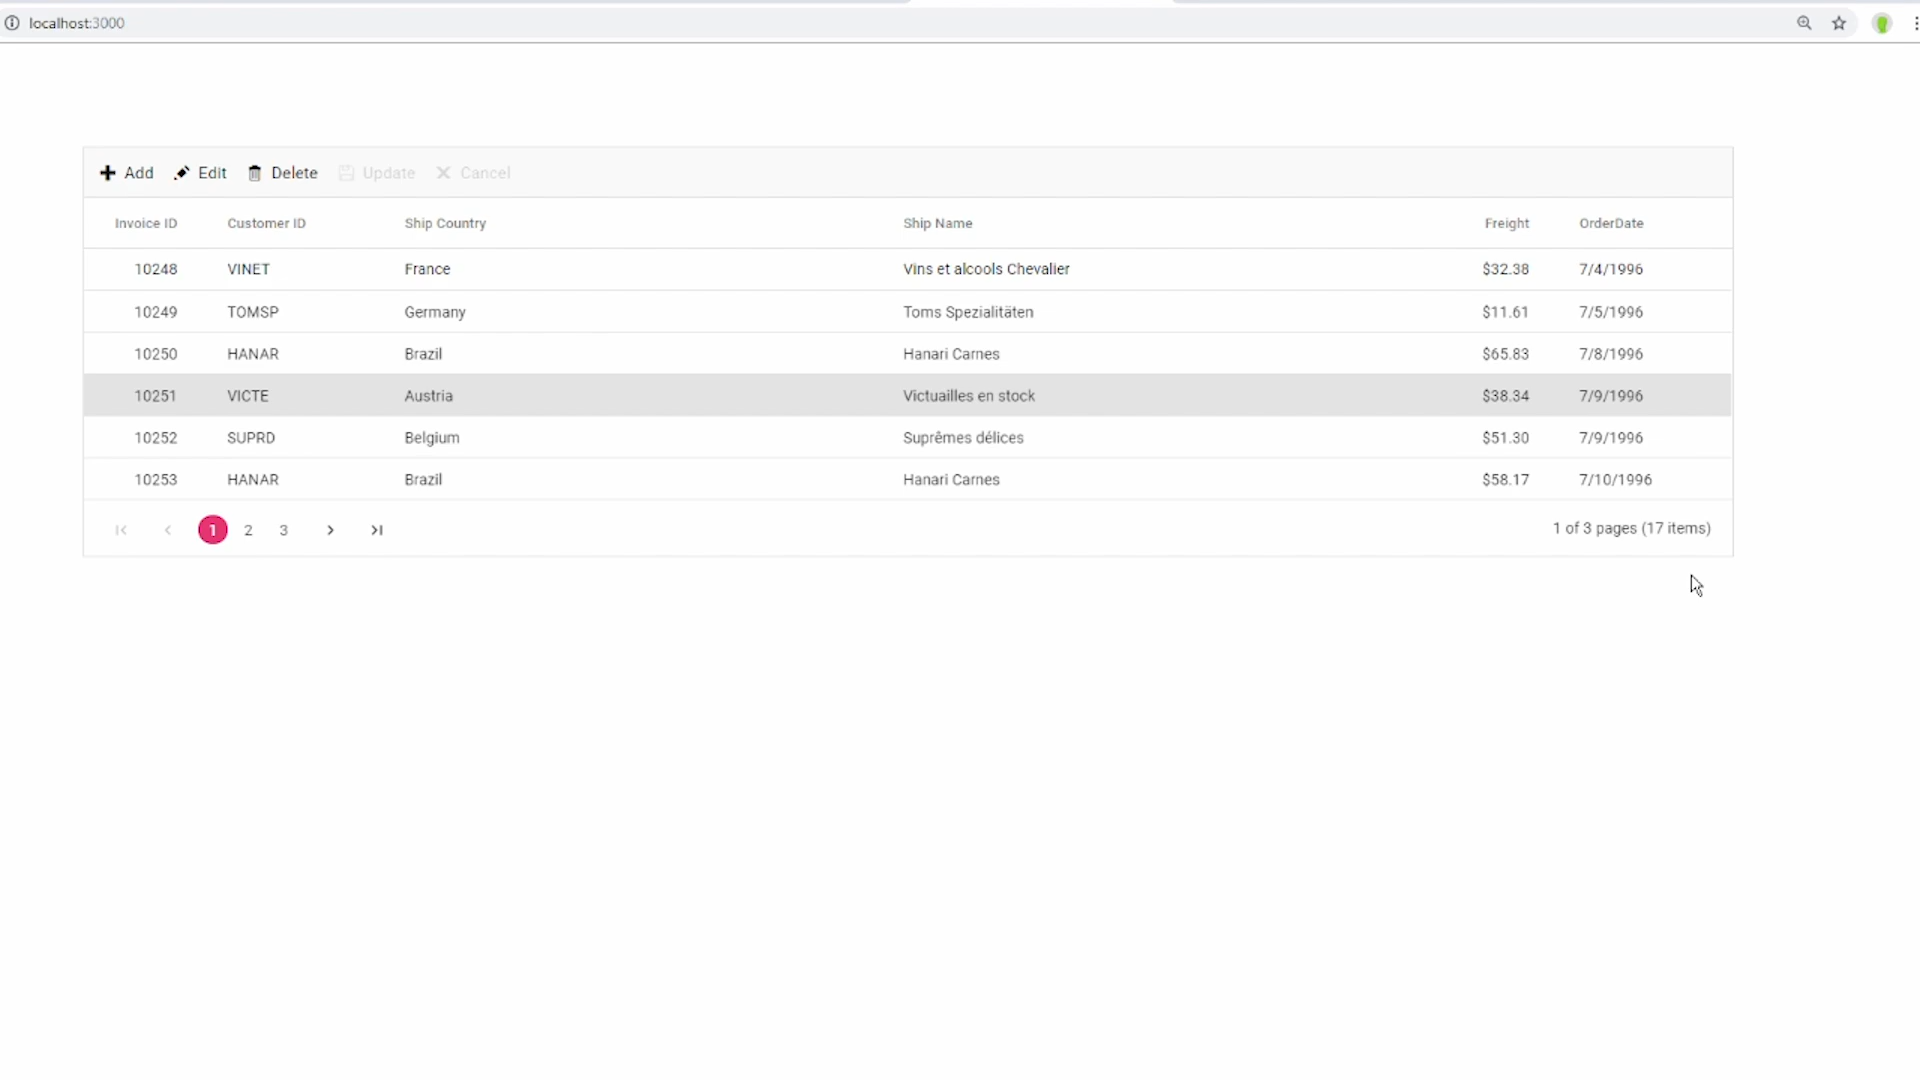 localhost:3000
Add Edit Delete Update Cancel
Invoice ID Customer ID Ship Country Ship Name Freight OrderDate
10248 VINET France Vins et alcools Chevalier $32.38 7/4/1996
10249 TOMSP Germany Toms Spezialitäten $11.61 7/5/1996
10250 HANAR Brazil Hanari Carnes $65.83 7/8/1996
10251 VICTE Austria Victuailles en stock $38.34 7/9/1996
10252 SUPRD Belgium Suprêmes délices $51.30 7/9/1996
10253 HANAR Brazil Hanari Carnes $58.17 7/10/1996
1 2 3 1 of 3 pages (17 items)